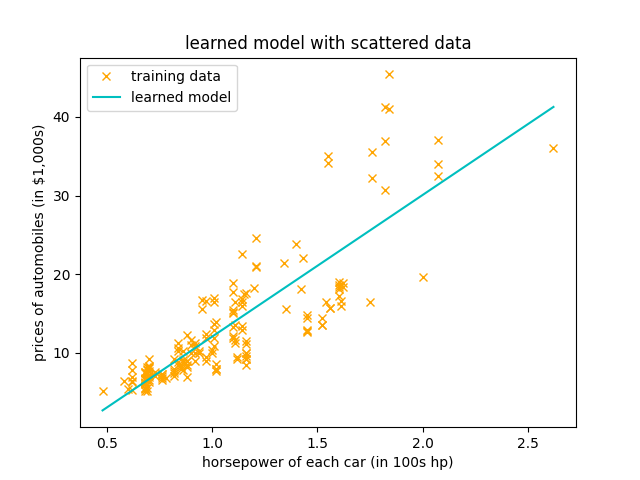 learned model with scattered data
training data
learned model
prices of automobiles (in $1,000s)
40
30
20
10
0.5 1.0 1.5 2.0 2.5
horsepower of each car (in 100s hp)